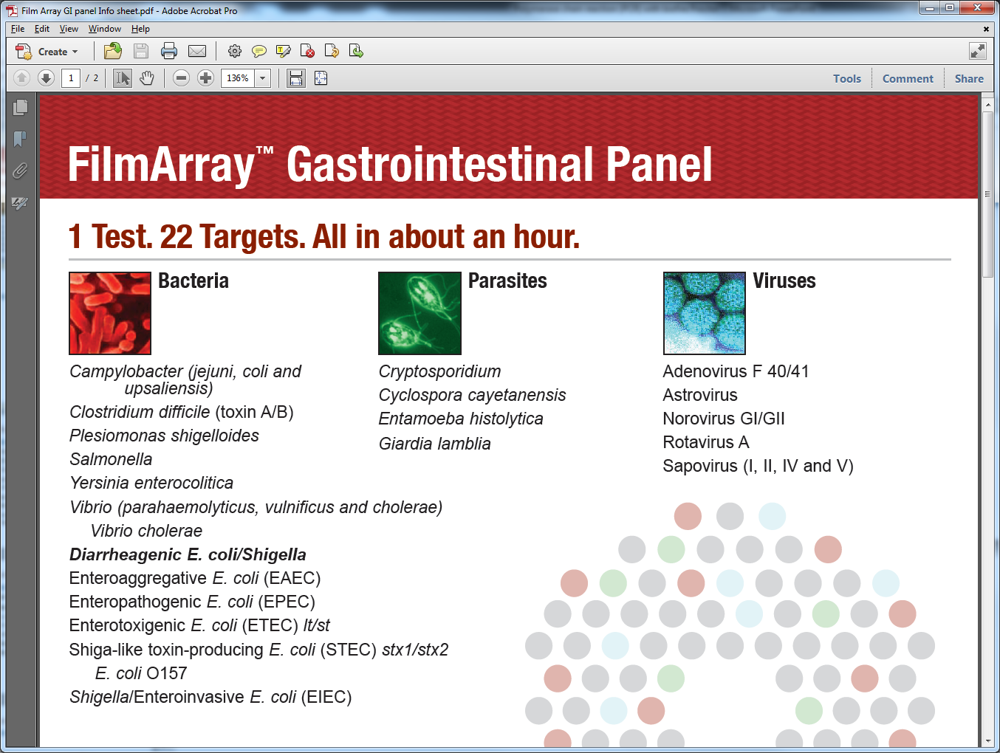 Film Array GI panel Info sheet.pdf - Adobe Acrobat Pro
File Edit View Window Help
Create
1 / 2 136% Tools Comment Share
FilmArray™ Gastrointestinal Panel
1 Test. 22 Targets. All in about an hour.
Bacteria
Campylobacter (jejuni, coli and
upsaliensis)
Clostridium difficile (toxin A/B)
Plesiomonas shigelloides
Salmonella
Yersinia enterocolitica
Vibrio (parahaemolyticus, vulnificus and cholerae)
Vibrio cholerae
Diarrheagenic E. coli/Shigella
Enteroaggregative E. coli (EAEC)
Enteropathogenic E. coli (EPEC)
Enterotoxigenic E. coli (ETEC) lt/st
Shiga-like toxin-producing E. coli (STEC) stx1/stx2
E. coli O157
Shigella/Enteroinvasive E. coli (EIEC)
Parasites
Cryptosporidium
Cyclospora cayetanensis
Entamoeba histolytica
Giardia lamblia
Viruses
Adenovirus F 40/41
Astrovirus
Norovirus GI/GII
Rotavirus A
Sapovirus (I, II, IV and V)